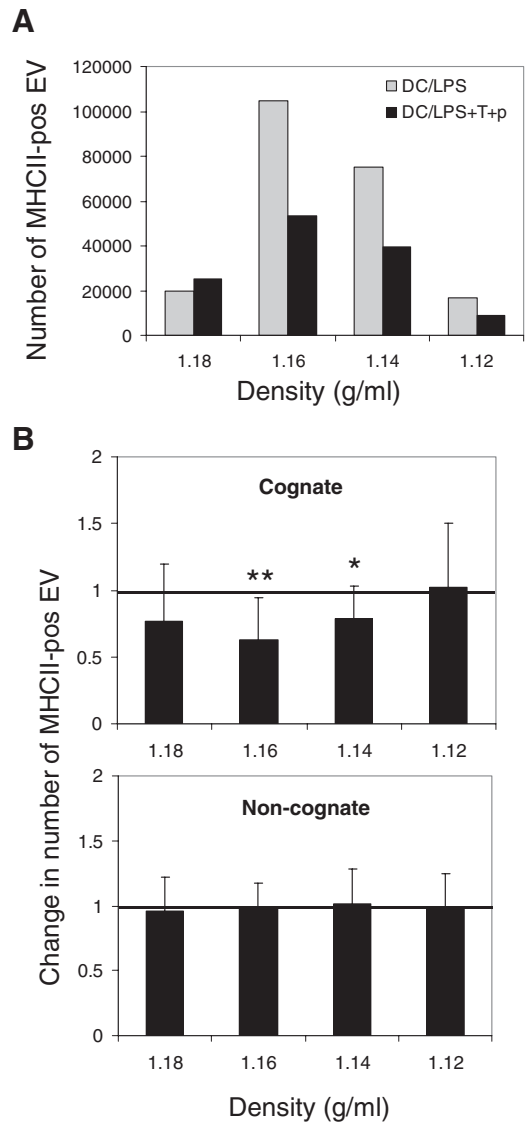 A
Number of MHCII-pos EV
120000
100000
80000
60000
40000
20000
0
DC/LPS
DC/LPS+T+p
1.18 1.16 1.14 1.12
Density (g/ml)
B
Change in number of MHCII-pos EV
2
1.5
1
0.5
0
Cognate
** *
1.18 1.16 1.14 1.12
2
1.5
1
0.5
0
Non-cognate
1.18 1.16 1.14 1.12
Density (g/ml)